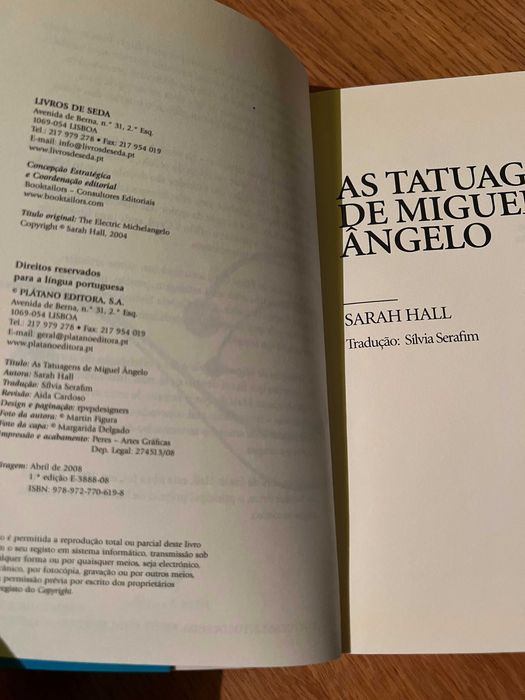 LIVROS DE SEDA
Avenida de Berna, n.º 31, 2.º Esq.
1069-054 LISBOA
Tel.: 217 979 278 • Fax: 217 954 019
E-mail: info@livrosdeseda.pt
www.livrosdeseda.pt
Concepção Estratégica
e Coordenação editorial
Booktailors – Consultores Editoriais
www.booktailors.com
Título original: The Electric Michelangelo
Copyright © Sarah Hall, 2004
Direitos reservados
para a língua portuguesa
© PLÁTANO EDITORA, S.A.
Avenida de Berna, n.º 31, 2.º Esq.
1069-054 LISBOA
Tel.: 217 979 278 • Fax: 217 954 019
E-mail: geral@platanoeditora.pt
www.platanoeditora.pt
Título: As Tatuagens de Miguel Ângelo
Autora: Sarah Hall
Tradução: Sílvia Serafim
Revisão: Aida Cardoso
Design e paginação: rpvpdesigners
Foto da autora: © Martin Figura
Foto da capa: © Margarida Delgado
Impressão e acabamento: Peres – Artes Gráficas
Dep. Legal: 274513/08
iragem: Abril de 2008
1.ª edição E-3888-08
ISBN: 978-972-770-619-8
o é permitida a reprodução total ou parcial deste livro
m o seu registo em sistema informático, transmissão sob
alquer forma ou por quaisquer meios, seja electrónico,
cânico, por fotocópia, gravação ou por outros meios,
permissão prévia por escrito dos proprietários
registo do Copyright.
AS TATUAG
DE MIGUEL
ÂNGELO
SARAH HALL
Tradução: Sílvia Serafim